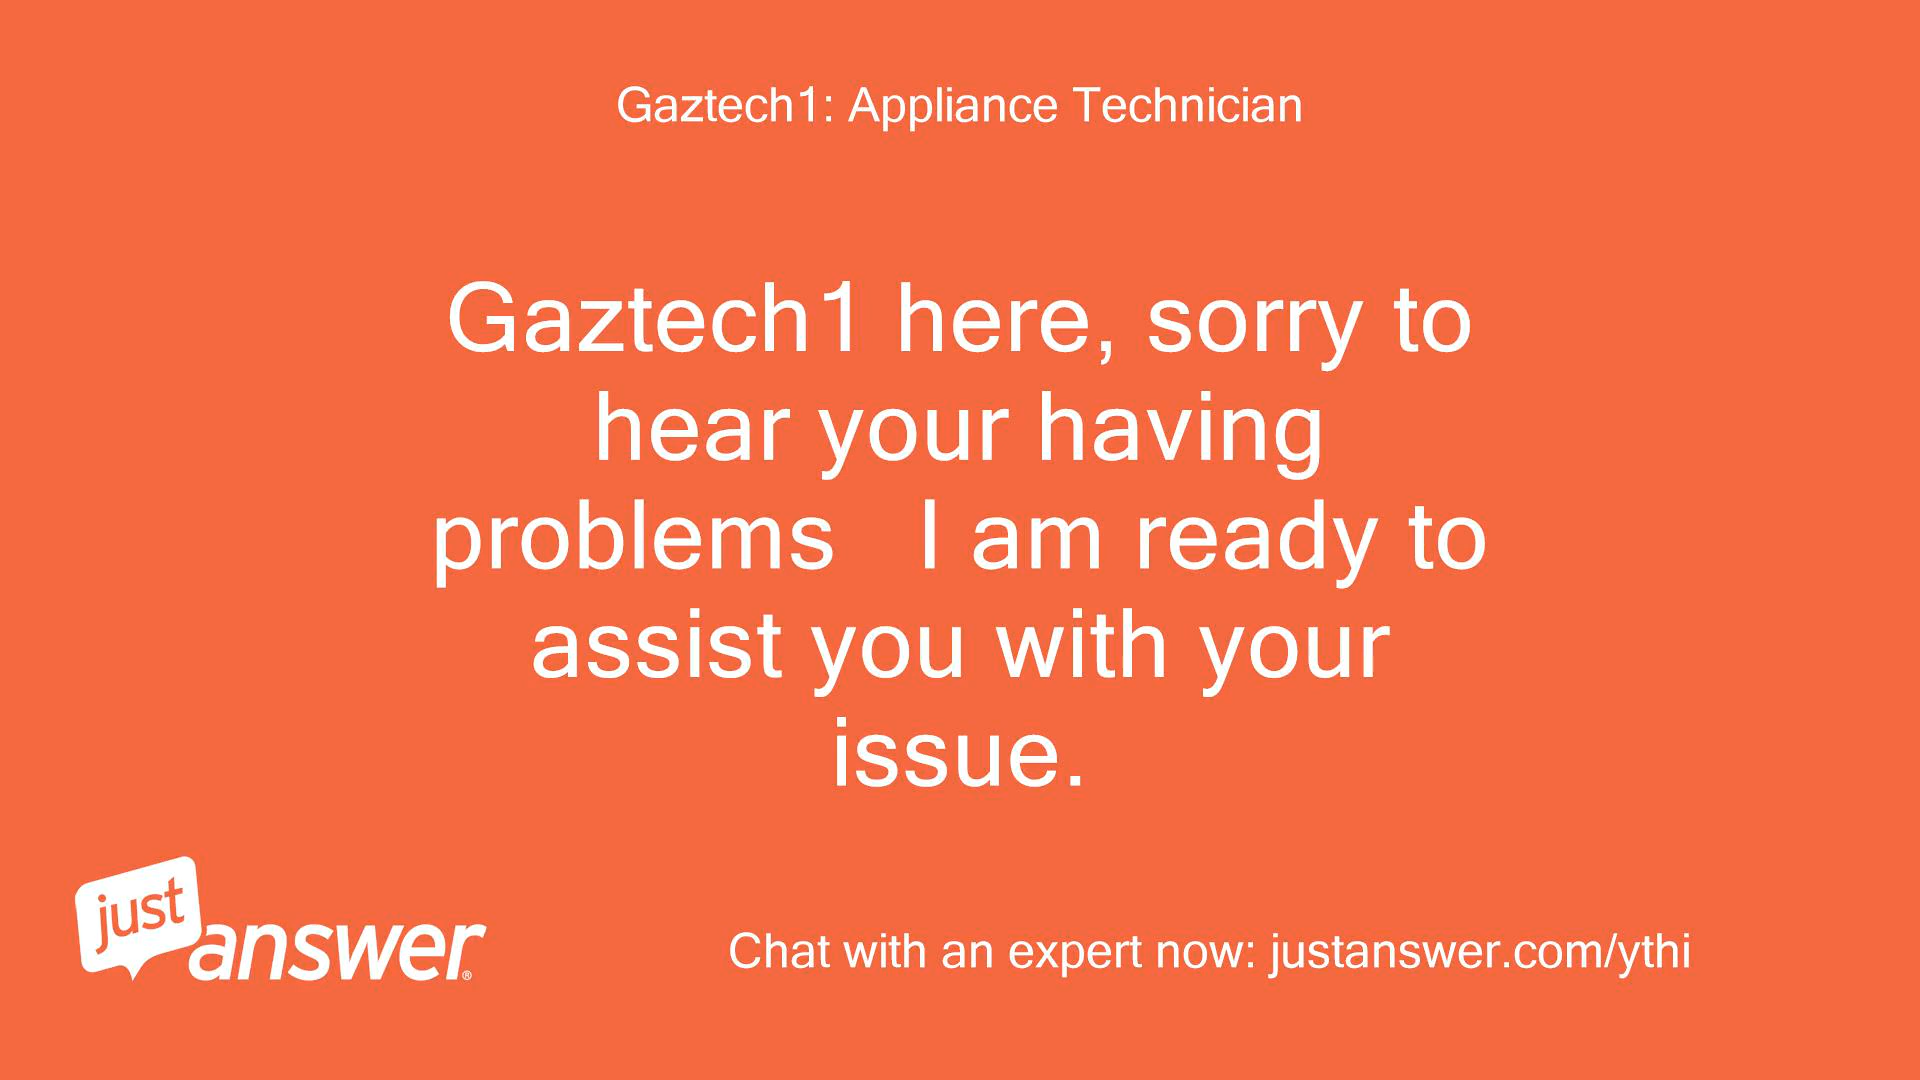 Gaztech1: Appliance Technician
Gaztech1 here, sorry to
hear your having
problems   I am ready to
assist you with your
issue.
just
answer®
Chat with an expert now: justanswer.com/ythi